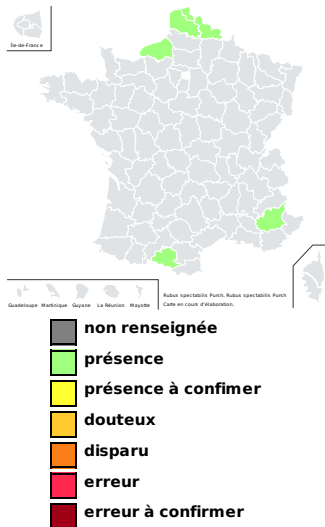 Île-de-France
Guadeloupe Martinique Guyane La Réunion Mayotte
Rubus spectabilis Pursh, Rubus spectabilis Pursh
Carte en cours d'élaboration.
non renseignée
présence
présence à confimer
douteux
disparu
erreur
erreur à confirmer